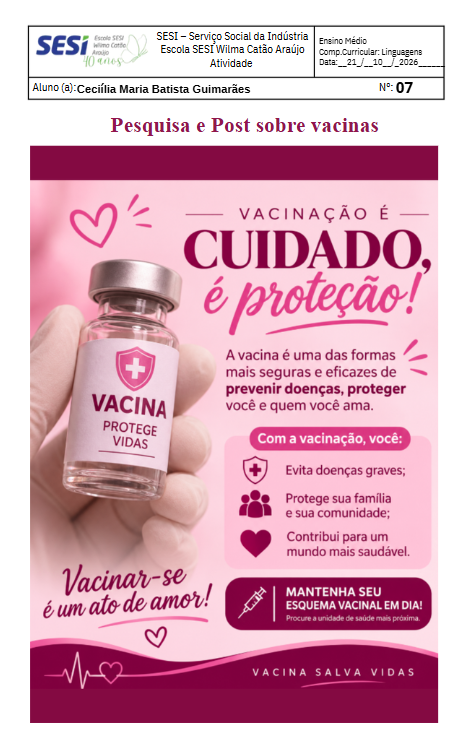 SESI
Escola SESI
Wilma Catão
Araújo
40 anos
SESI – Serviço Social da Indústria
Escola SESI Wilma Catão Araújo
Atividade
Ensino Médio
Comp.Curricular: Linguagens
Data:__21_/__10__/_2026______
Aluno (a):Cecíilia Maria Batista Guimarães
Nº: 07
Pesquisa e Post sobre vacinas
VACINAÇÃO É
CUIDADO,
é proteção!
A vacina é uma das formas
mais seguras e eficazes de
prevenir doenças, proteger
você e quem você ama.
VACINA
PROTEGE
VIDAS
Com a vacinação, você:
Evita doenças graves;
Protege sua família
e sua comunidade;
Contribui para um
mundo mais saudável.
Vacinar-se
é um ato de amor!
MANTENHA SEU
ESQUEMA VACINAL EM DIA!
Procure a unidade de saúde mais próxima.
VACINA SALVA VIDAS